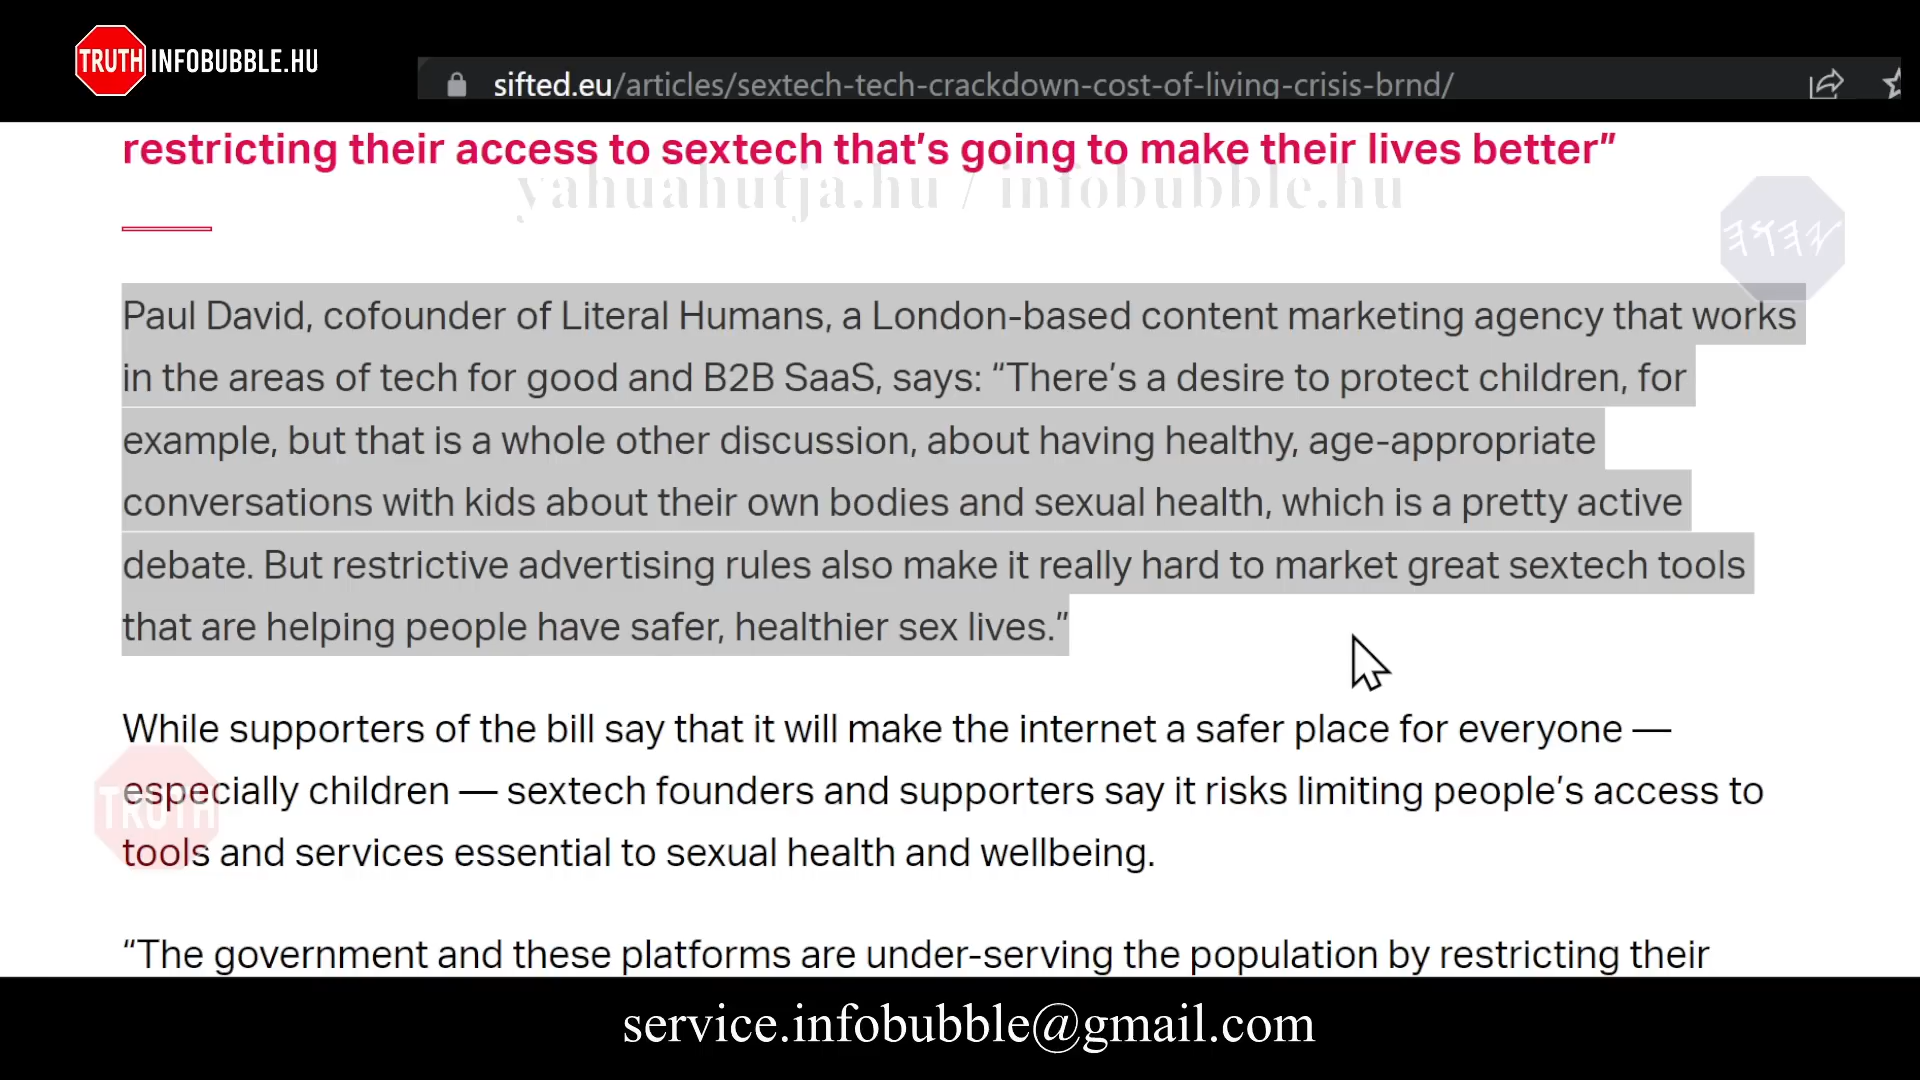 TRUTH INFOBUBBLE.HU
sifted.eu/articles/sextech-tech-crackdown-cost-of-living-crisis-brnd/
restricting their access to sextech that’s going to make their lives better”
yahuahutja.hu / infobubble.hu
𐤉𐤄𐤅𐤄
Paul David, cofounder of Literal Humans, a London-based content marketing agency that works
in the areas of tech for good and B2B SaaS, says: “There’s a desire to protect children, for
example, but that is a whole other discussion, about having healthy, age-appropriate
conversations with kids about their own bodies and sexual health, which is a pretty active
debate. But restrictive advertising rules also make it really hard to market great sextech tools
that are helping people have safer, healthier sex lives.”
While supporters of the bill say that it will make the internet a safer place for everyone —
especially children — sextech founders and supporters say it risks limiting people’s access to
TRUTH
tools and services essential to sexual health and wellbeing.
“The government and these platforms are under-serving the population by restricting their
service.infobubble@gmail.com